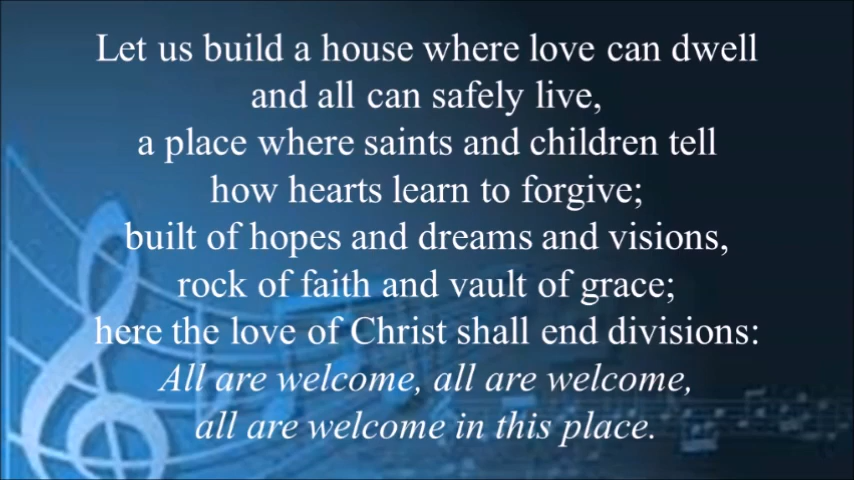 Let us build a house where love can dwell
and all can safely live,
a place where saints and children tell
how hearts learn to forgive;
built of hopes and dreams and visions,
rock of faith and vault of grace;
here the love of Christ shall end divisions:
All are welcome, all are welcome,
all are welcome in this place.